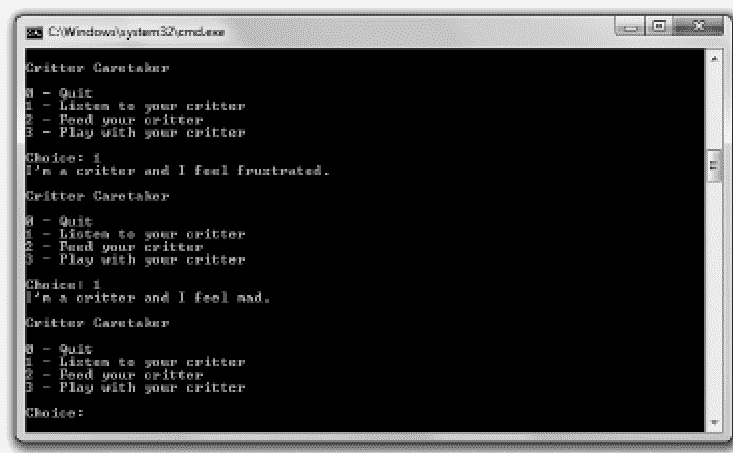 C:\Windows\system32\cmd.exe
Critter Caretaker
0 - Quit
1 - Listen to your critter
2 - Feed your critter
3 - Play with your critter
Choice: 1
I'm a critter and I feel frustrated.
Critter Caretaker
0 - Quit
1 - Listen to your critter
2 - Feed your critter
3 - Play with your critter
Choice: 1
I'm a critter and I feel mad.
Critter Caretaker
0 - Quit
1 - Listen to your critter
2 - Feed your critter
3 - Play with your critter
Choice: